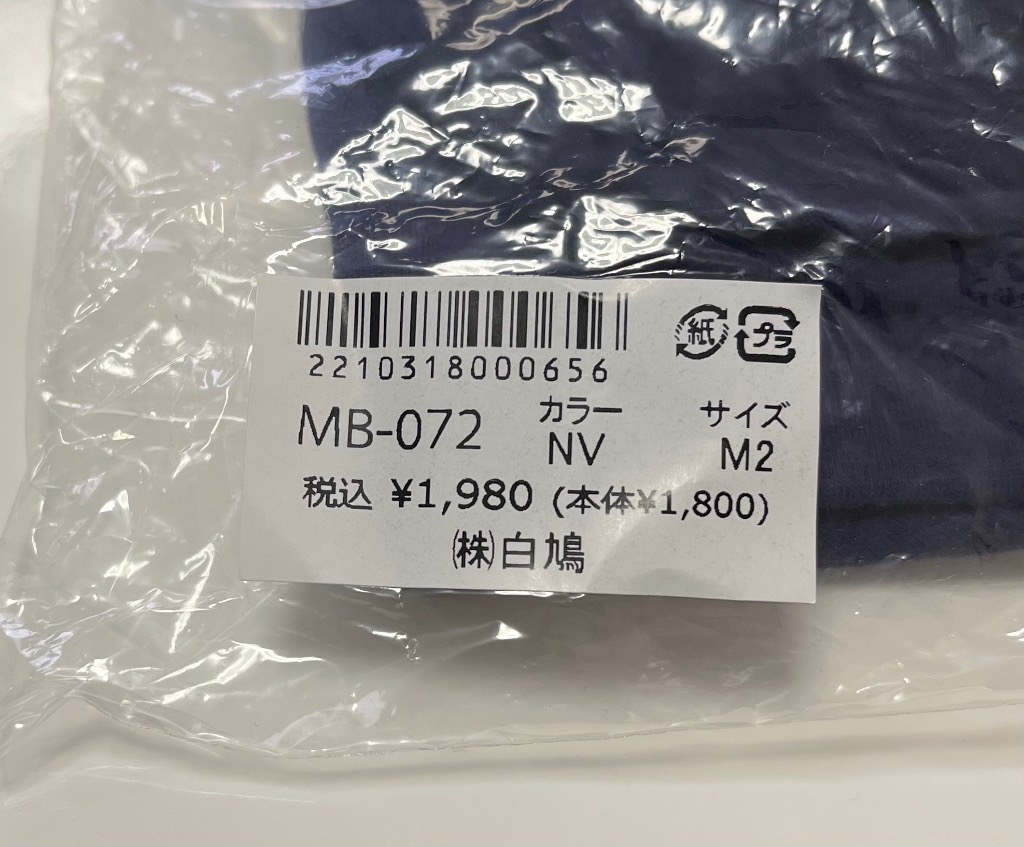 紙 プラ
2210318000656
MB-072 カラー NV サイズ M2
税込 ¥1,980 (本体¥1,800)
㈱白鳩